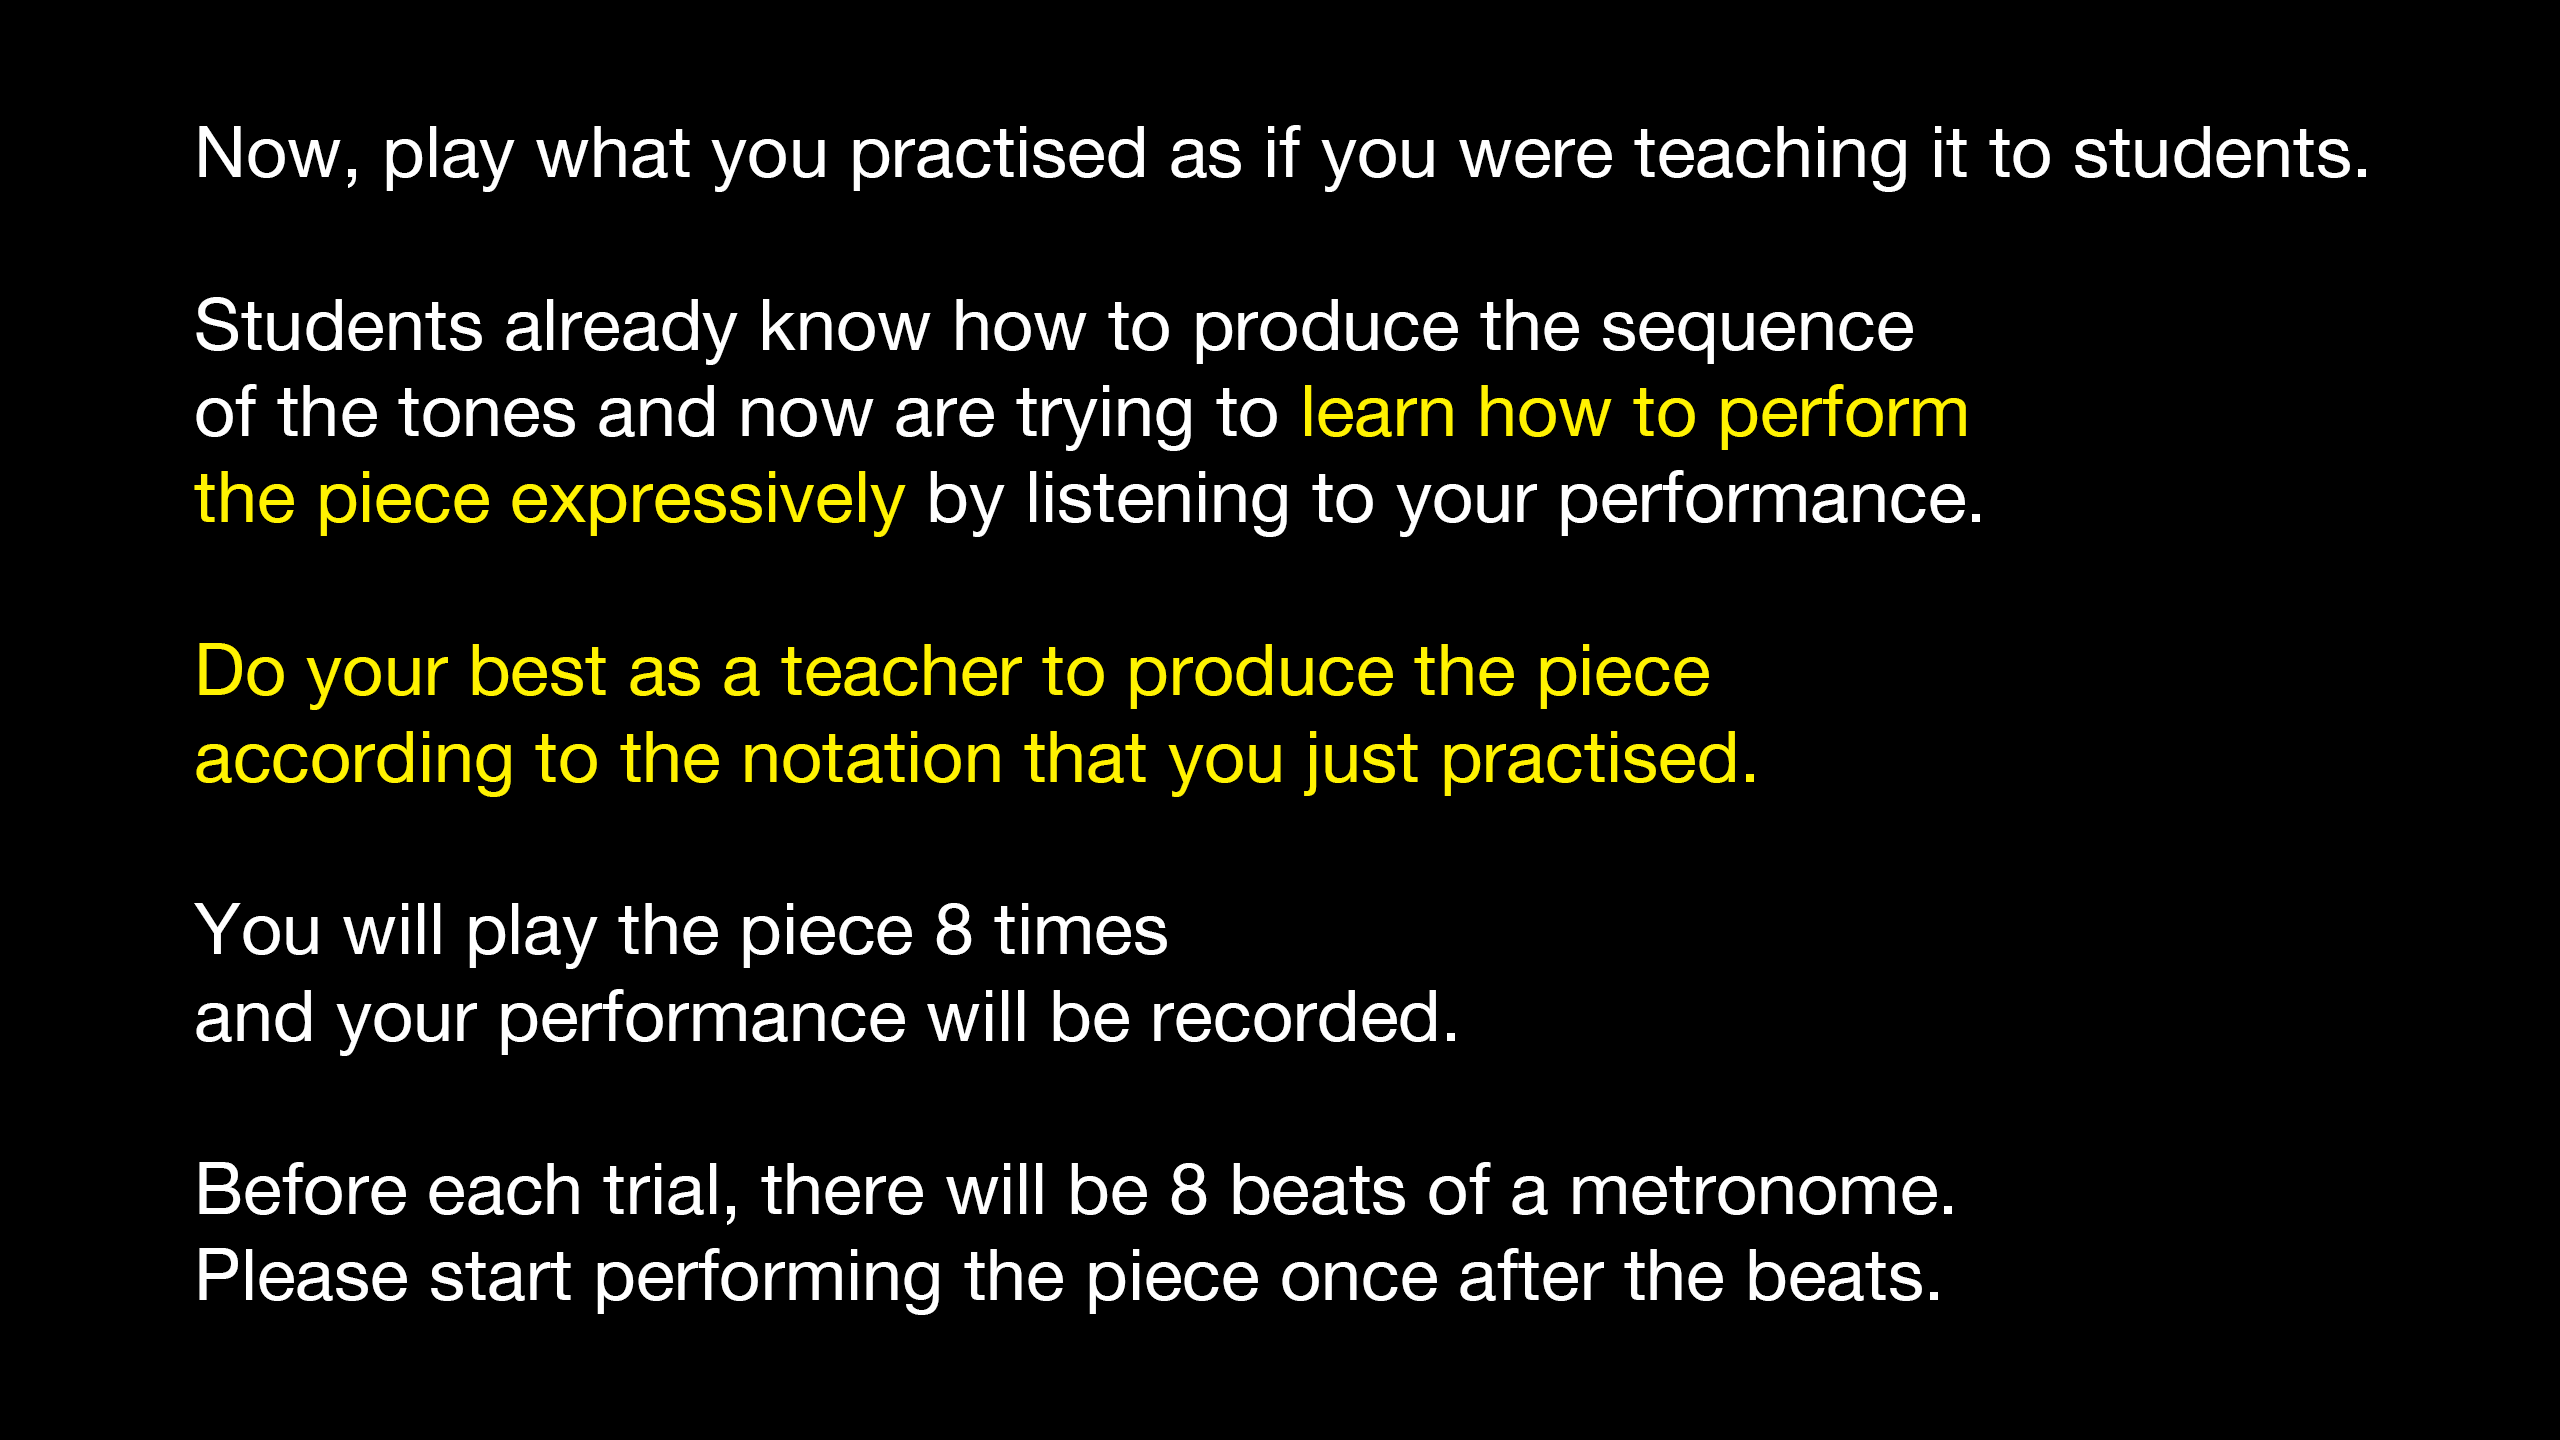 Now, play what you practised as if you were teaching it to students.
Students already know how to produce the sequence
of the tones and now are trying to learn how to perform
the piece expressively by listening to your performance.
Do your best as a teacher to produce the piece
according to the notation that you just practised.
You will play the piece 8 times
and your performance will be recorded.
Before each trial, there will be 8 beats of a metronome.
Please start performing the piece once after the beats.